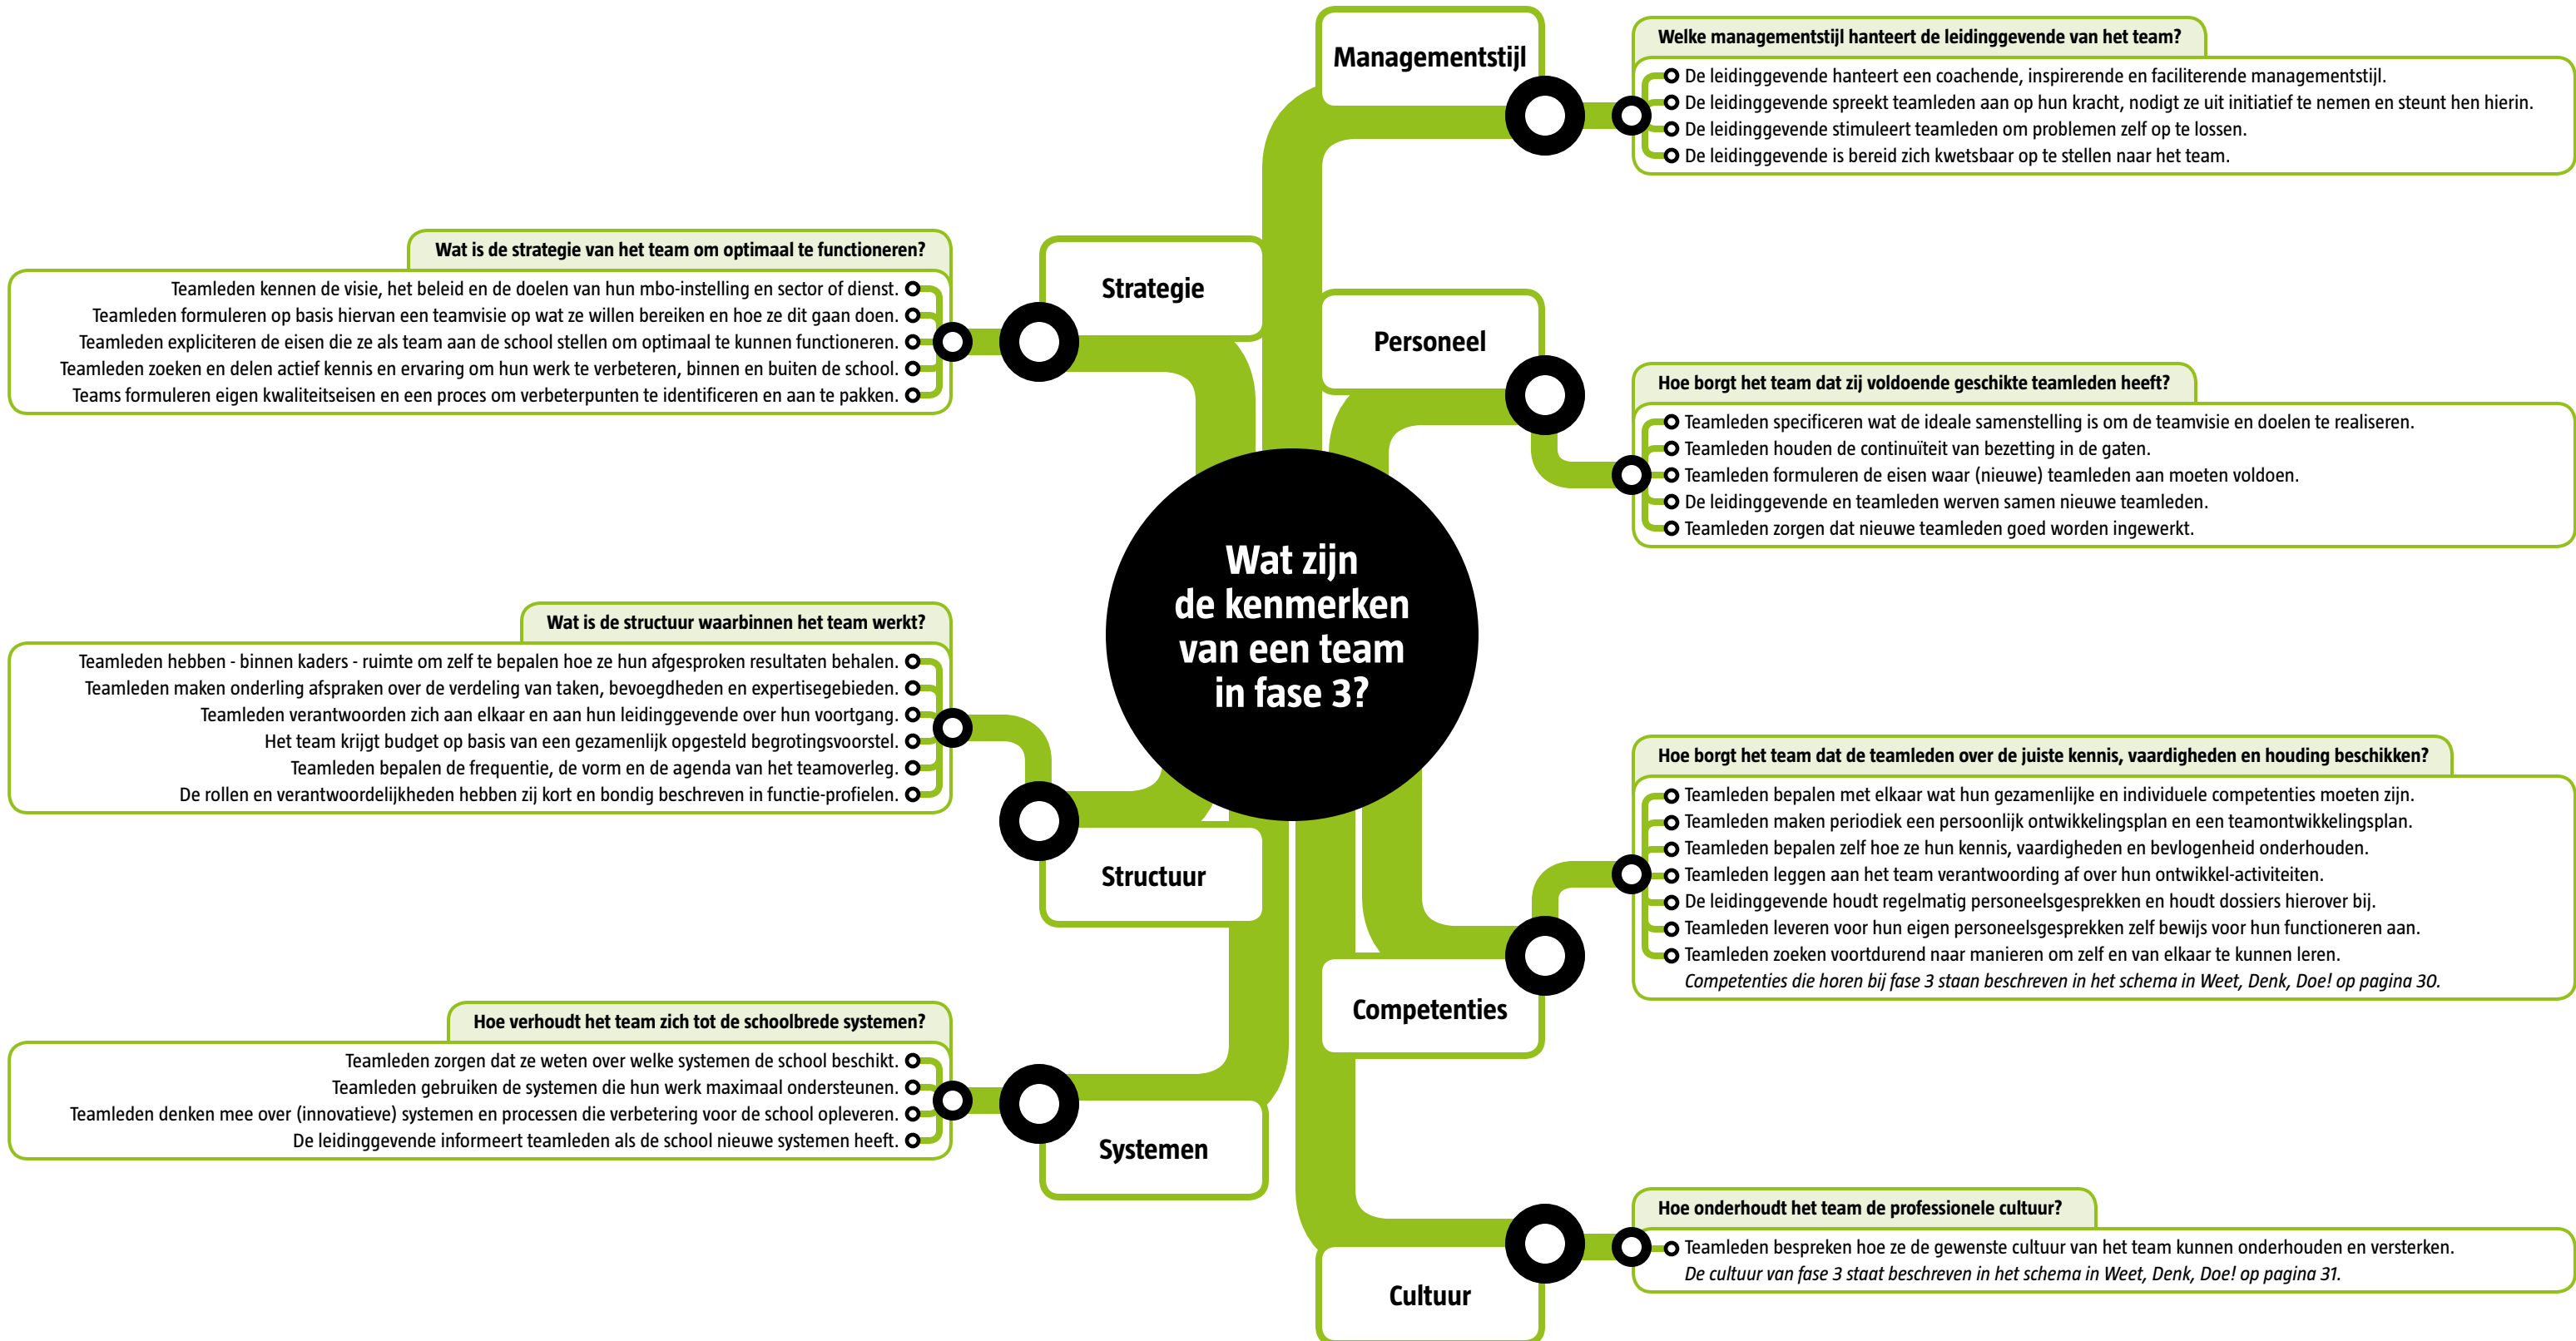 Wat zijn
de kenmerken
van een team
in fase 3?
Managementstijl
Welke managementstijl hanteert de leidinggevende van het team?
De leidinggevende hanteert een coachende, inspirerende en faciliterende managementstijl.
De leidinggevende spreekt teamleden aan op hun kracht, nodigt ze uit initiatief te nemen en steunt hen hierin.
De leidinggevende stimuleert teamleden om problemen zelf op te lossen.
De leidinggevende is bereid zich kwetsbaar op te stellen naar het team.
Strategie
Wat is de strategie van het team om optimaal te functioneren?
Teamleden kennen de visie, het beleid en de doelen van hun mbo-instelling en sector of dienst.
Teamleden formuleren op basis hiervan een teamvisie op wat ze willen bereiken en hoe ze dit gaan doen.
Teamleden expliciteren de eisen die ze als team aan de school stellen om optimaal te kunnen functioneren.
Teamleden zoeken en delen actief kennis en ervaring om hun werk te verbeteren, binnen en buiten de school.
Teams formuleren eigen kwaliteitseisen en een proces om verbeterpunten te identificeren en aan te pakken.
Personeel
Hoe borgt het team dat zij voldoende geschikte teamleden heeft?
Teamleden specificeren wat de ideale samenstelling is om de teamvisie en doelen te realiseren.
Teamleden houden de continuïteit van bezetting in de gaten.
Teamleden formuleren de eisen waar (nieuwe) teamleden aan moeten voldoen.
De leidinggevende en teamleden werven samen nieuwe teamleden.
Teamleden zorgen dat nieuwe teamleden goed worden ingewerkt.
Structuur
Wat is de structuur waarbinnen het team werkt?
Teamleden hebben - binnen kaders - ruimte om zelf te bepalen hoe ze hun afgesproken resultaten behalen.
Teamleden maken onderling afspraken over de verdeling van taken, bevoegdheden en expertisegebieden.
Teamleden verantwoorden zich aan elkaar en aan hun leidinggevende over hun voortgang.
Het team krijgt budget op basis van een gezamenlijk opgesteld begrotingsvoorstel.
Teamleden bepalen de frequentie, de vorm en de agenda van het teamoverleg.
De rollen en verantwoordelijkheden hebben zij kort en bondig beschreven in functie-profielen.
Competenties
Hoe borgt het team dat de teamleden over de juiste kennis, vaardigheden en houding beschikken?
Teamleden bepalen met elkaar wat hun gezamenlijke en individuele competenties moeten zijn.
Teamleden maken periodiek een persoonlijk ontwikkelingsplan en een teamontwikkelingsplan.
Teamleden bepalen zelf hoe ze hun kennis, vaardigheden en bevlogenheid onderhouden.
Teamleden leggen aan het team verantwoording af over hun ontwikkel-activiteiten.
De leidinggevende houdt regelmatig personeelsgesprekken en houdt dossiers hierover bij.
Teamleden leveren voor hun eigen personeelsgesprekken zelf bewijs voor hun functioneren aan.
Teamleden zoeken voortdurend naar manieren om zelf en van elkaar te kunnen leren.
Competenties die horen bij fase 3 staan beschreven in het schema in Weet, Denk, Doe! op pagina 30.
Systemen
Hoe verhoudt het team zich tot de schoolbrede systemen?
Teamleden zorgen dat ze weten over welke systemen de school beschikt.
Teamleden gebruiken de systemen die hun werk maximaal ondersteunen.
Teamleden denken mee over (innovatieve) systemen en processen die verbetering voor de school opleveren.
De leidinggevende informeert teamleden als de school nieuwe systemen heeft.
Cultuur
Hoe onderhoudt het team de professionele cultuur?
Teamleden bespreken hoe ze de gewenste cultuur van het team kunnen onderhouden en versterken.
De cultuur van fase 3 staat beschreven in het schema in Weet, Denk, Doe! op pagina 31.